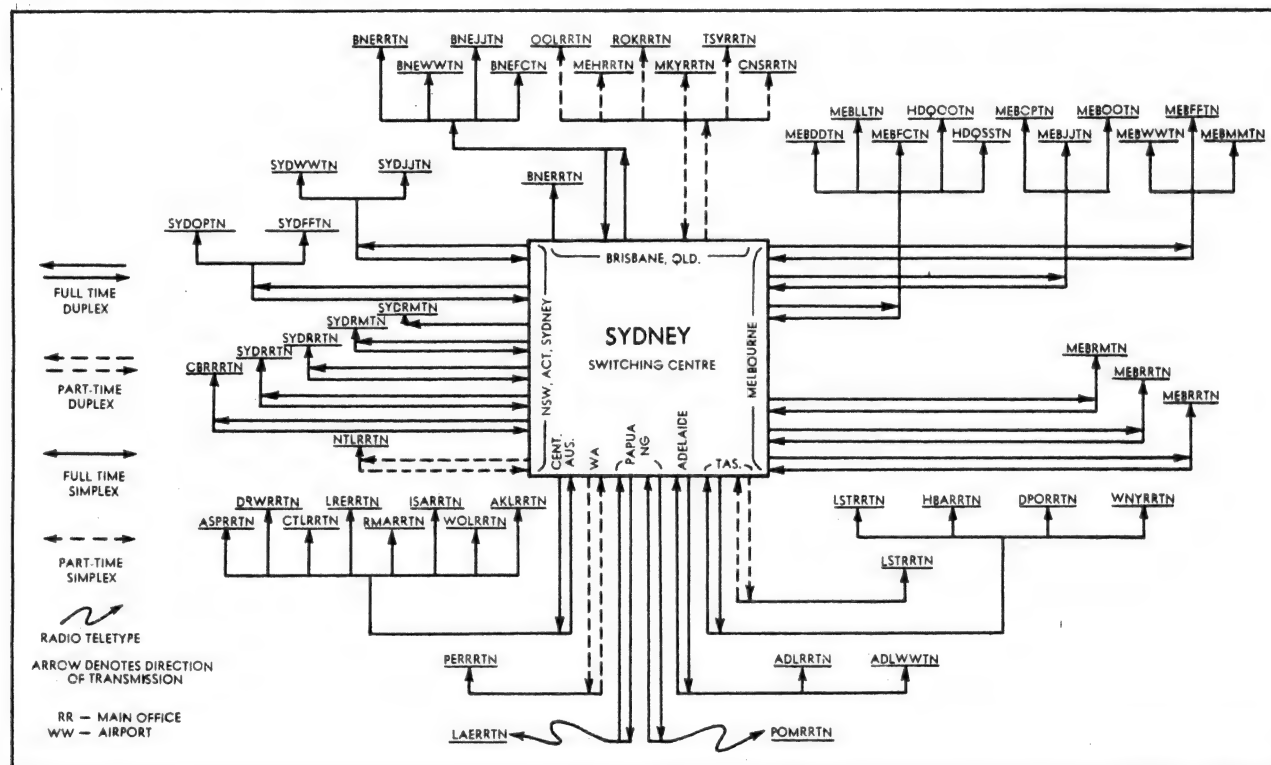 BNERRTN
BNEJJTN
OOLRRTN
ROKRRTN
TSVRRTN
BNEWWTN
BNEFCTN
MEHRRTN
MKYRRTN
CNSRRTN
MEBLLTN
HDQOOTN
MEBCPTN
MEBOOTN
MEBFFTN
MEBDDTN
MEBFCTN
HDQSSTN
MEBJJTN
MEBWWTN
MEBMMTN
SYDWWTN
SYDJJTN
BNERRTN
SYDOPTN
SYDFFTN
BRISBANE, QLD.
FULL TIME
DUPLEX
SYDRMTN
SYDRMTN
SYDRRTN
SYDRRTN
CBRRRTN
NSW, ACT, SYDNEY
SYDNEY
SWITCHING CENTRE
MELBOURNE
MEBRMTN
MEBRRTN
MEBRRTN
PART-TIME
DUPLEX
NTLRRTN
CENT.
AUS.
WA
PAPUA
NG
ADELAIDE
TAS.
FULL TIME
SIMPLEX
DRWRRTN
LRERRTN
ISARRTN
AKLRRTN
ASPRRTN
CTLRRTN
RMARRTN
WOLRRTN
LSTRRTN
HBARRTN
DPORRTN
WNYRRTN
PART-TIME
SIMPLEX
LSTRRTN
RADIO TELETYPE
ARROW DENOTES DIRECTION
OF TRANSMISSION
PERRRTN
ADLRRTN
ADLWWTN
RR — MAIN OFFICE
WW — AIRPORT
LAERRTN
POMRRTN